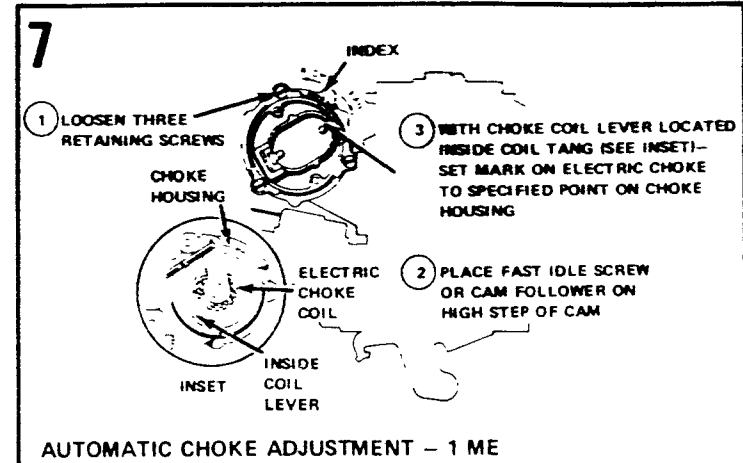 7
INDEX
1 LOOSEN THREE
RETAINING SCREWS
CHOKE
HOUSING
3 WITH CHOKE COIL LEVER LOCATED
INSIDE COIL TANG (SEE INSET)–
SET MARK ON ELECTRIC CHOKE
TO SPECIFIED POINT ON CHOKE
HOUSING
ELECTRIC
CHOKE
COIL
2 PLACE FAST IDLE SCREW
OR CAM FOLLOWER ON
HIGH STEP OF CAM
INSIDE
COIL
LEVER
INSET
AUTOMATIC CHOKE ADJUSTMENT – 1 ME